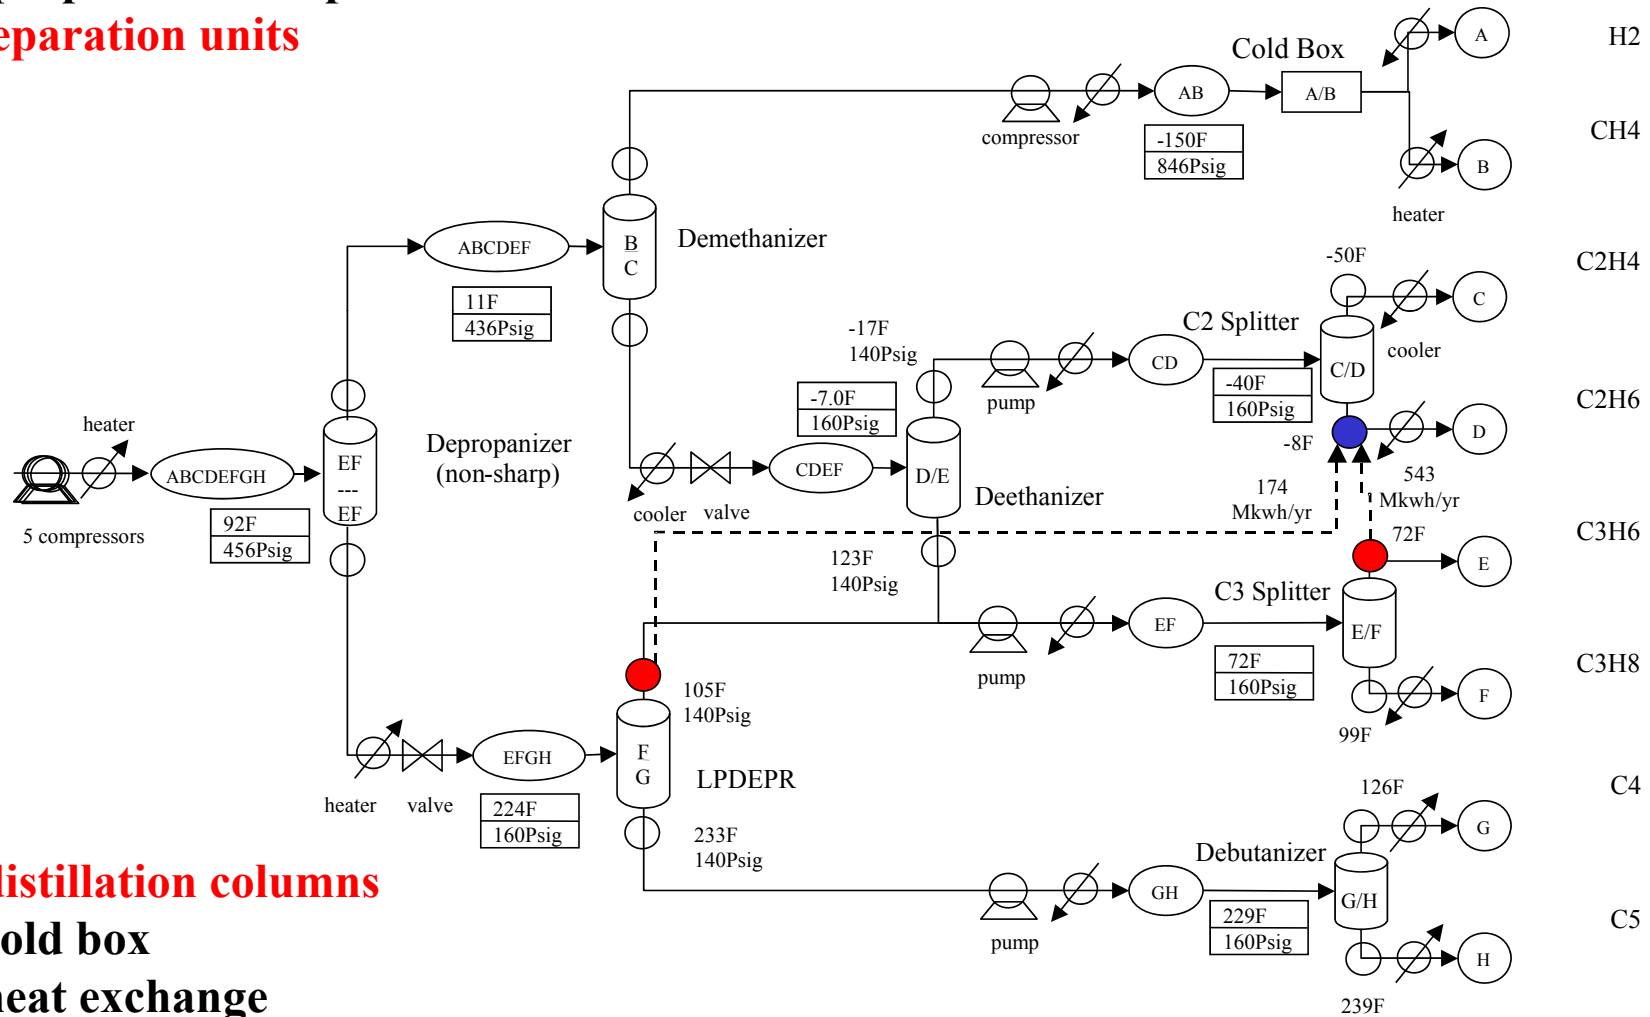 eparation units
Cold Box
A
H2
AB
A/B
compressor
-150F
846Psig
CH4
B
heater
ABCDEF
11F
436Psig
B
C
Demethanizer
-50F
C2H4
C2 Splitter
C
cooler
-17F
140Psig
CD
C/D
pump
-40F
160Psig
C2H6
-8F
D
-7.0F
160Psig
heater
ABCDEFGH
5 compressors
92F
456Psig
EF
---
EF
Depropanizer
(non-sharp)
CDEF
D/E
Deethanizer
cooler
valve
174
Mkwh/yr
543
Mkwh/yr
123F
140Psig
72F
C3H6
E
C3 Splitter
EF
E/F
pump
72F
160Psig
C3H8
F
99F
105F
140Psig
EFGH
F
G
LPDEPR
heater
valve
224F
160Psig
233F
140Psig
126F
C4
G
Debutanizer
GH
G/H
pump
229F
160Psig
C5
H
239F
distillation columns
old box
heat exchange